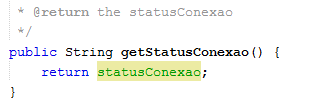 * @return the statusConexao
*/
public String getStatusConexao() {
return statusConexao;
}